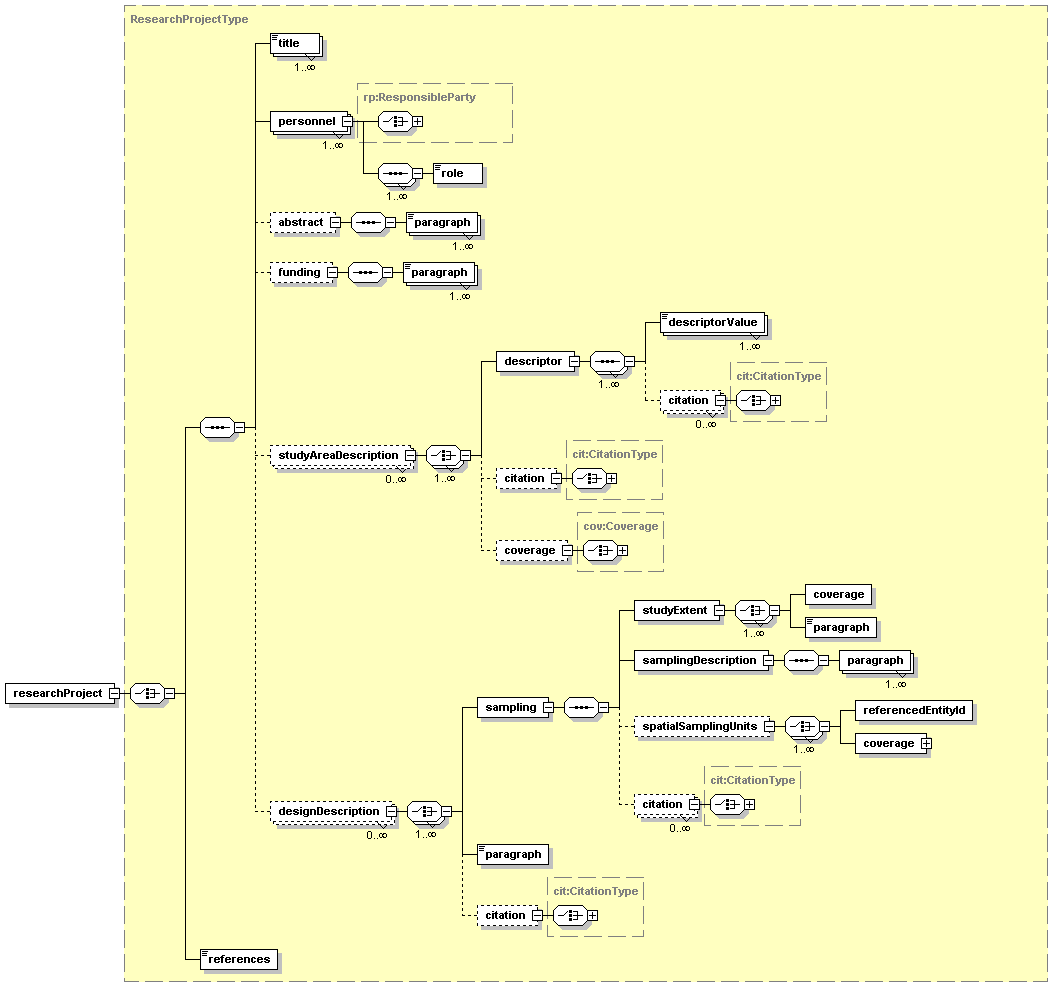 ResearchProjectType
title
1..∞
rp:ResponsibleParty
personnel
1..∞
role
1..∞
abstract
paragraph
1..∞
funding
paragraph
1..∞
descriptorValue
1..∞
descriptor
1..∞
cit:CitationType
citation
0..∞
studyAreaDescription
0..∞
1..∞
cit:CitationType
citation
cov:Coverage
coverage
studyExtent
1..∞
coverage
paragraph
samplingDescription
paragraph
1..∞
researchProject
sampling
spatialSamplingUnits
1..∞
referencedEntityId
coverage
cit:CitationType
citation
0..∞
designDescription
0..∞
1..∞
paragraph
cit:CitationType
citation
references